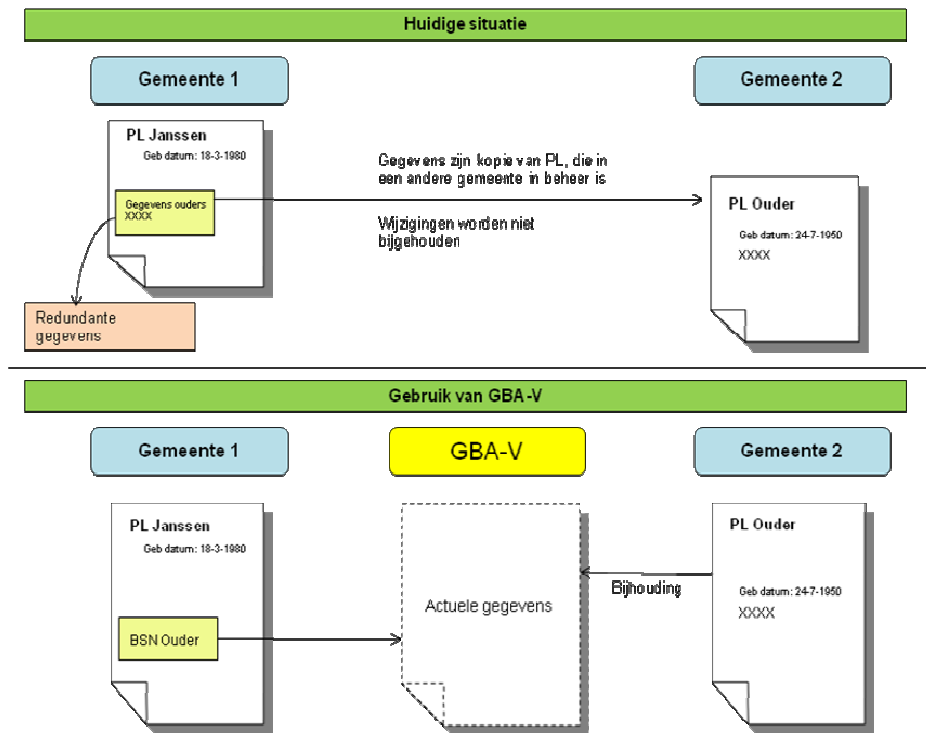 Huidige situatie
Gemeente 1
Gemeente 2
PL Janssen
Geb datum: 18-3-1980
Gegevens ouders
XXXX
Gegevens zijn kopie van PL, die in
een andere gemeente in beheer is
Wijzigingen worden niet
bijgehouden
PL Ouder
Geb datum: 24-7-1950
XXXX
Redundante
gegevens
Gebruik van GBA-V
Gemeente 1
GBA-V
Gemeente 2
PL Janssen
Geb datum: 18-3-1980
BSN Ouder
Actuele gegevens
Bijhouding
PL Ouder
Geb datum: 24-7-1950
XXXX